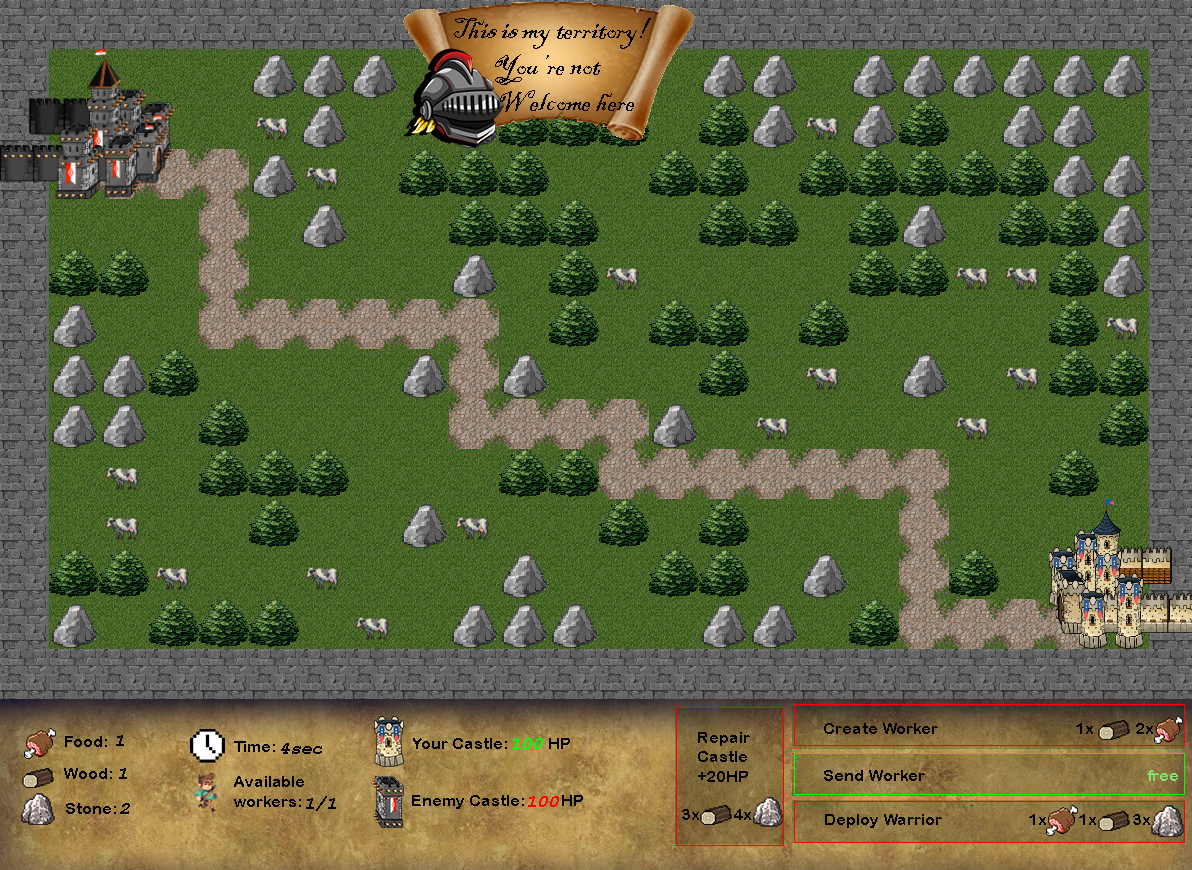 This is my territory!
You're not
Welcome here
Food: 1
Wood: 1
Stone: 2
Time: 4sec
Available
workers: 1/1
Your Castle: 100 HP
Enemy Castle: 100 HP
Repair
Castle
+20HP
3x 4x
Create Worker 1x 2x
Send Worker free
Deploy Warrior 1x 1x 3x